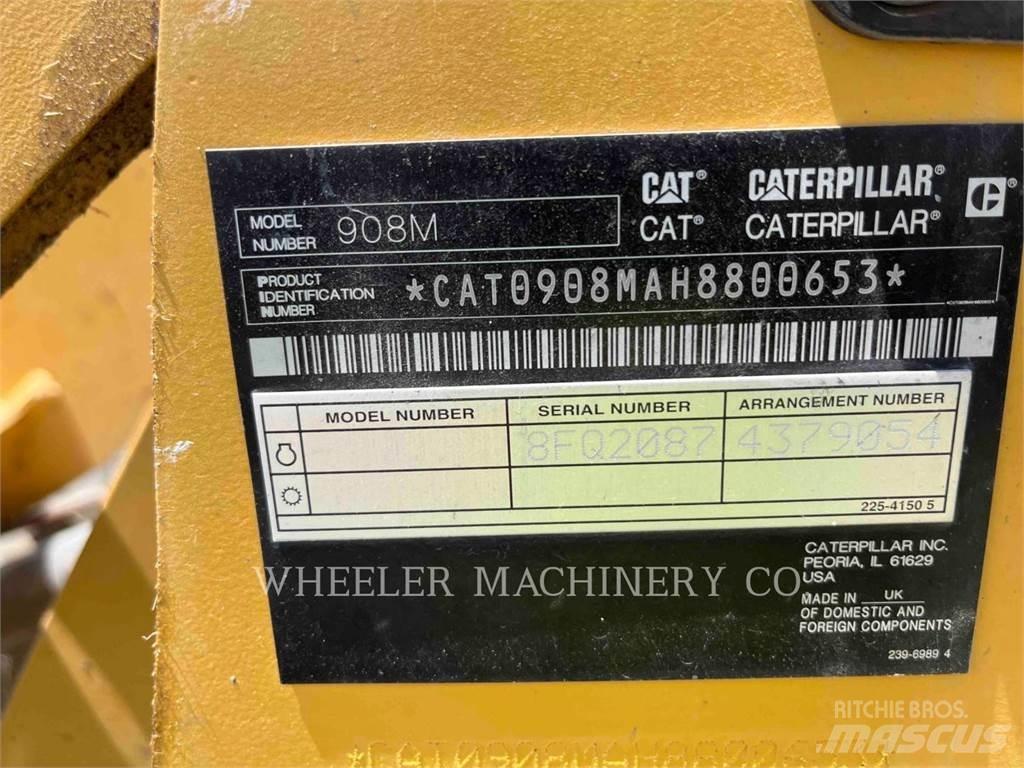 CAT® CATERPILLAR®
CAT® CATERPILLAR®
MODEL NUMBER 908M
PRODUCT IDENTIFICATION NUMBER *CAT0908MAH8800653*
MODEL NUMBER SERIAL NUMBER ARRANGEMENT NUMBER
8FQ2087 4379054
225-4150 5
CATERPILLAR INC.
PEORIA, IL 61629
USA
MADE IN UK
OF DOMESTIC AND
FOREIGN COMPONENTS
239-6989 4
WHEELER MACHINERY CO
RITCHIE BROS.
MASCUS